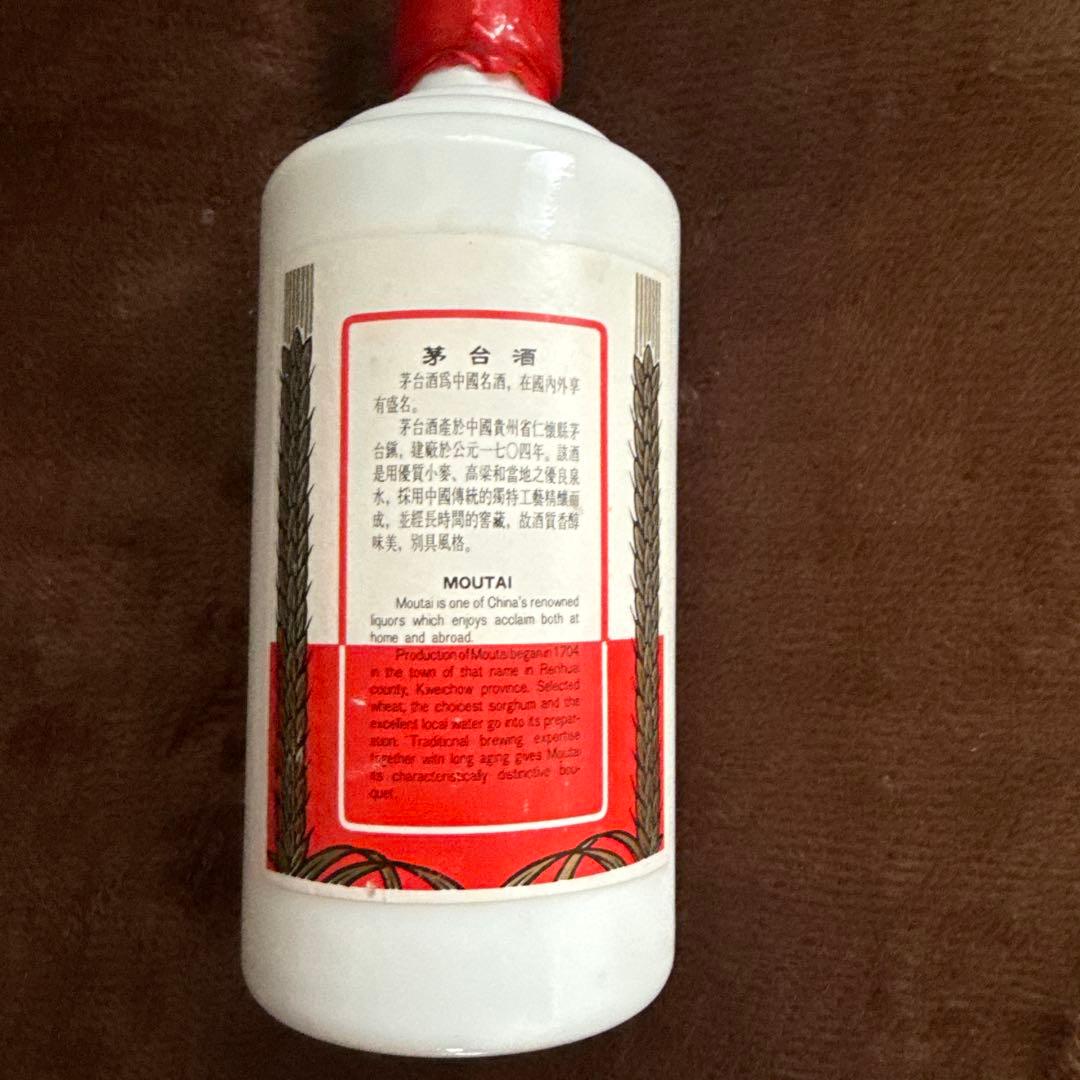 茅台酒
茅台酒爲中國名酒，在國內外享
有盛名。
茅台酒產於中國貴州省仁懷縣茅
台鎭，建廠於公元一七〇四年。該酒
是用優質小麥、高梁和當地之優良泉
水，採用中國傳統的獨特工藝精釀而
成，並經長時間的窖藏，故酒質香醇
味美，別具風格。
MOUTAI
Moutai is one of China's renowned
liquors which enjoys acclaim both at
home and abroad.
Production of Moutai began in 1704
in the town of that name in Renhuai
county, Kweichow province. Selected
wheat, the choicest sorghum and the
excellent local water go into its prepar-
ation. Traditional brewing expertise
together with long aging gives Moutai
its characteristically distinctive bou-
quet.